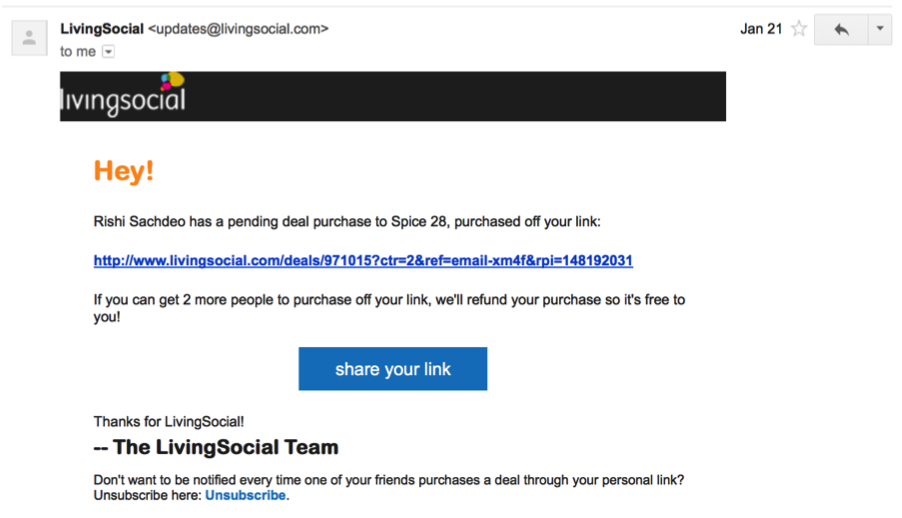 LivingSocial <updates@livingsocial.com>
Jan 21
to me
livingsocial
Hey!
Rishi Sachdeo has a pending deal purchase to Spice 28, purchased off your link:
http://www.livingsocial.com/deals/971015?ctr=2&ref=email-xm4f&rpi=148192031
If you can get 2 more people to purchase off your link, we'll refund your purchase so it's free to
you!
share your link
Thanks for LivingSocial!
-- The LivingSocial Team
Don't want to be notified every time one of your friends purchases a deal through your personal link?
Unsubscribe here: Unsubscribe.